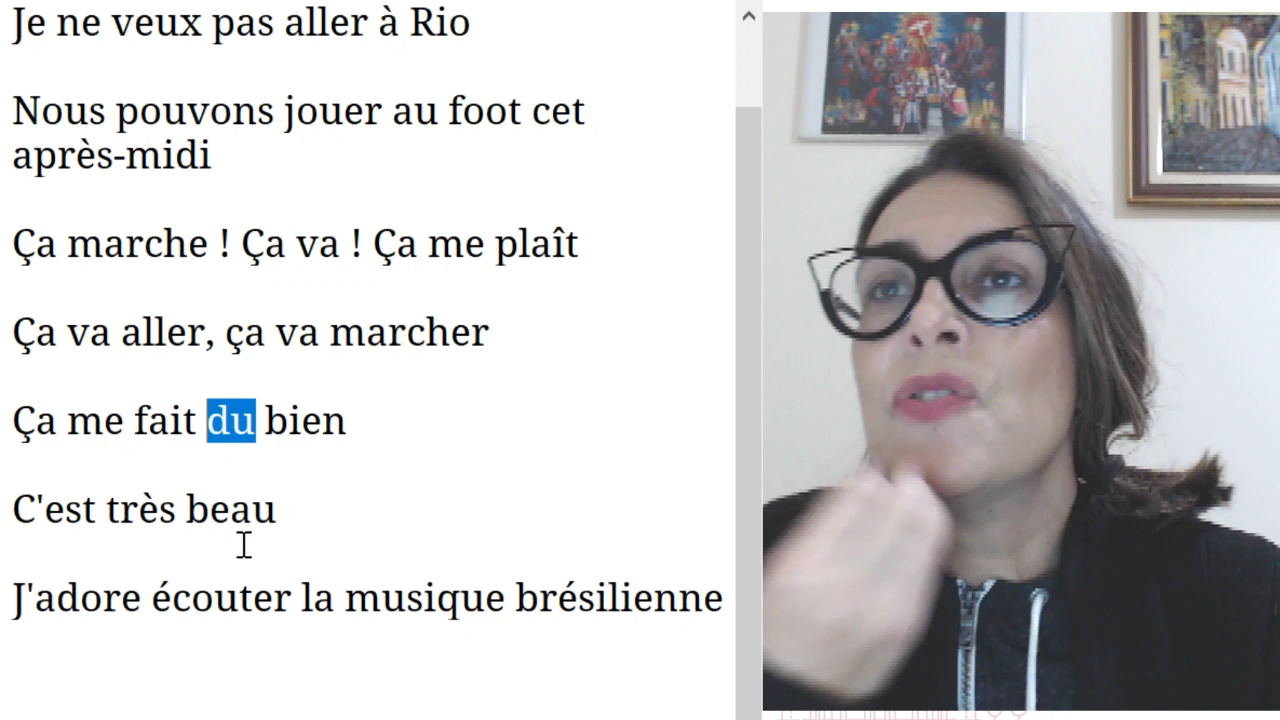 Je ne veux pas aller à Rio
Nous pouvons jouer au foot cet
après-midi
Ça marche ! Ça va ! Ça me plaît
Ça va aller, ça va marcher
Ça me fait du bien
C'est très beau
J'adore écouter la musique brésilienne